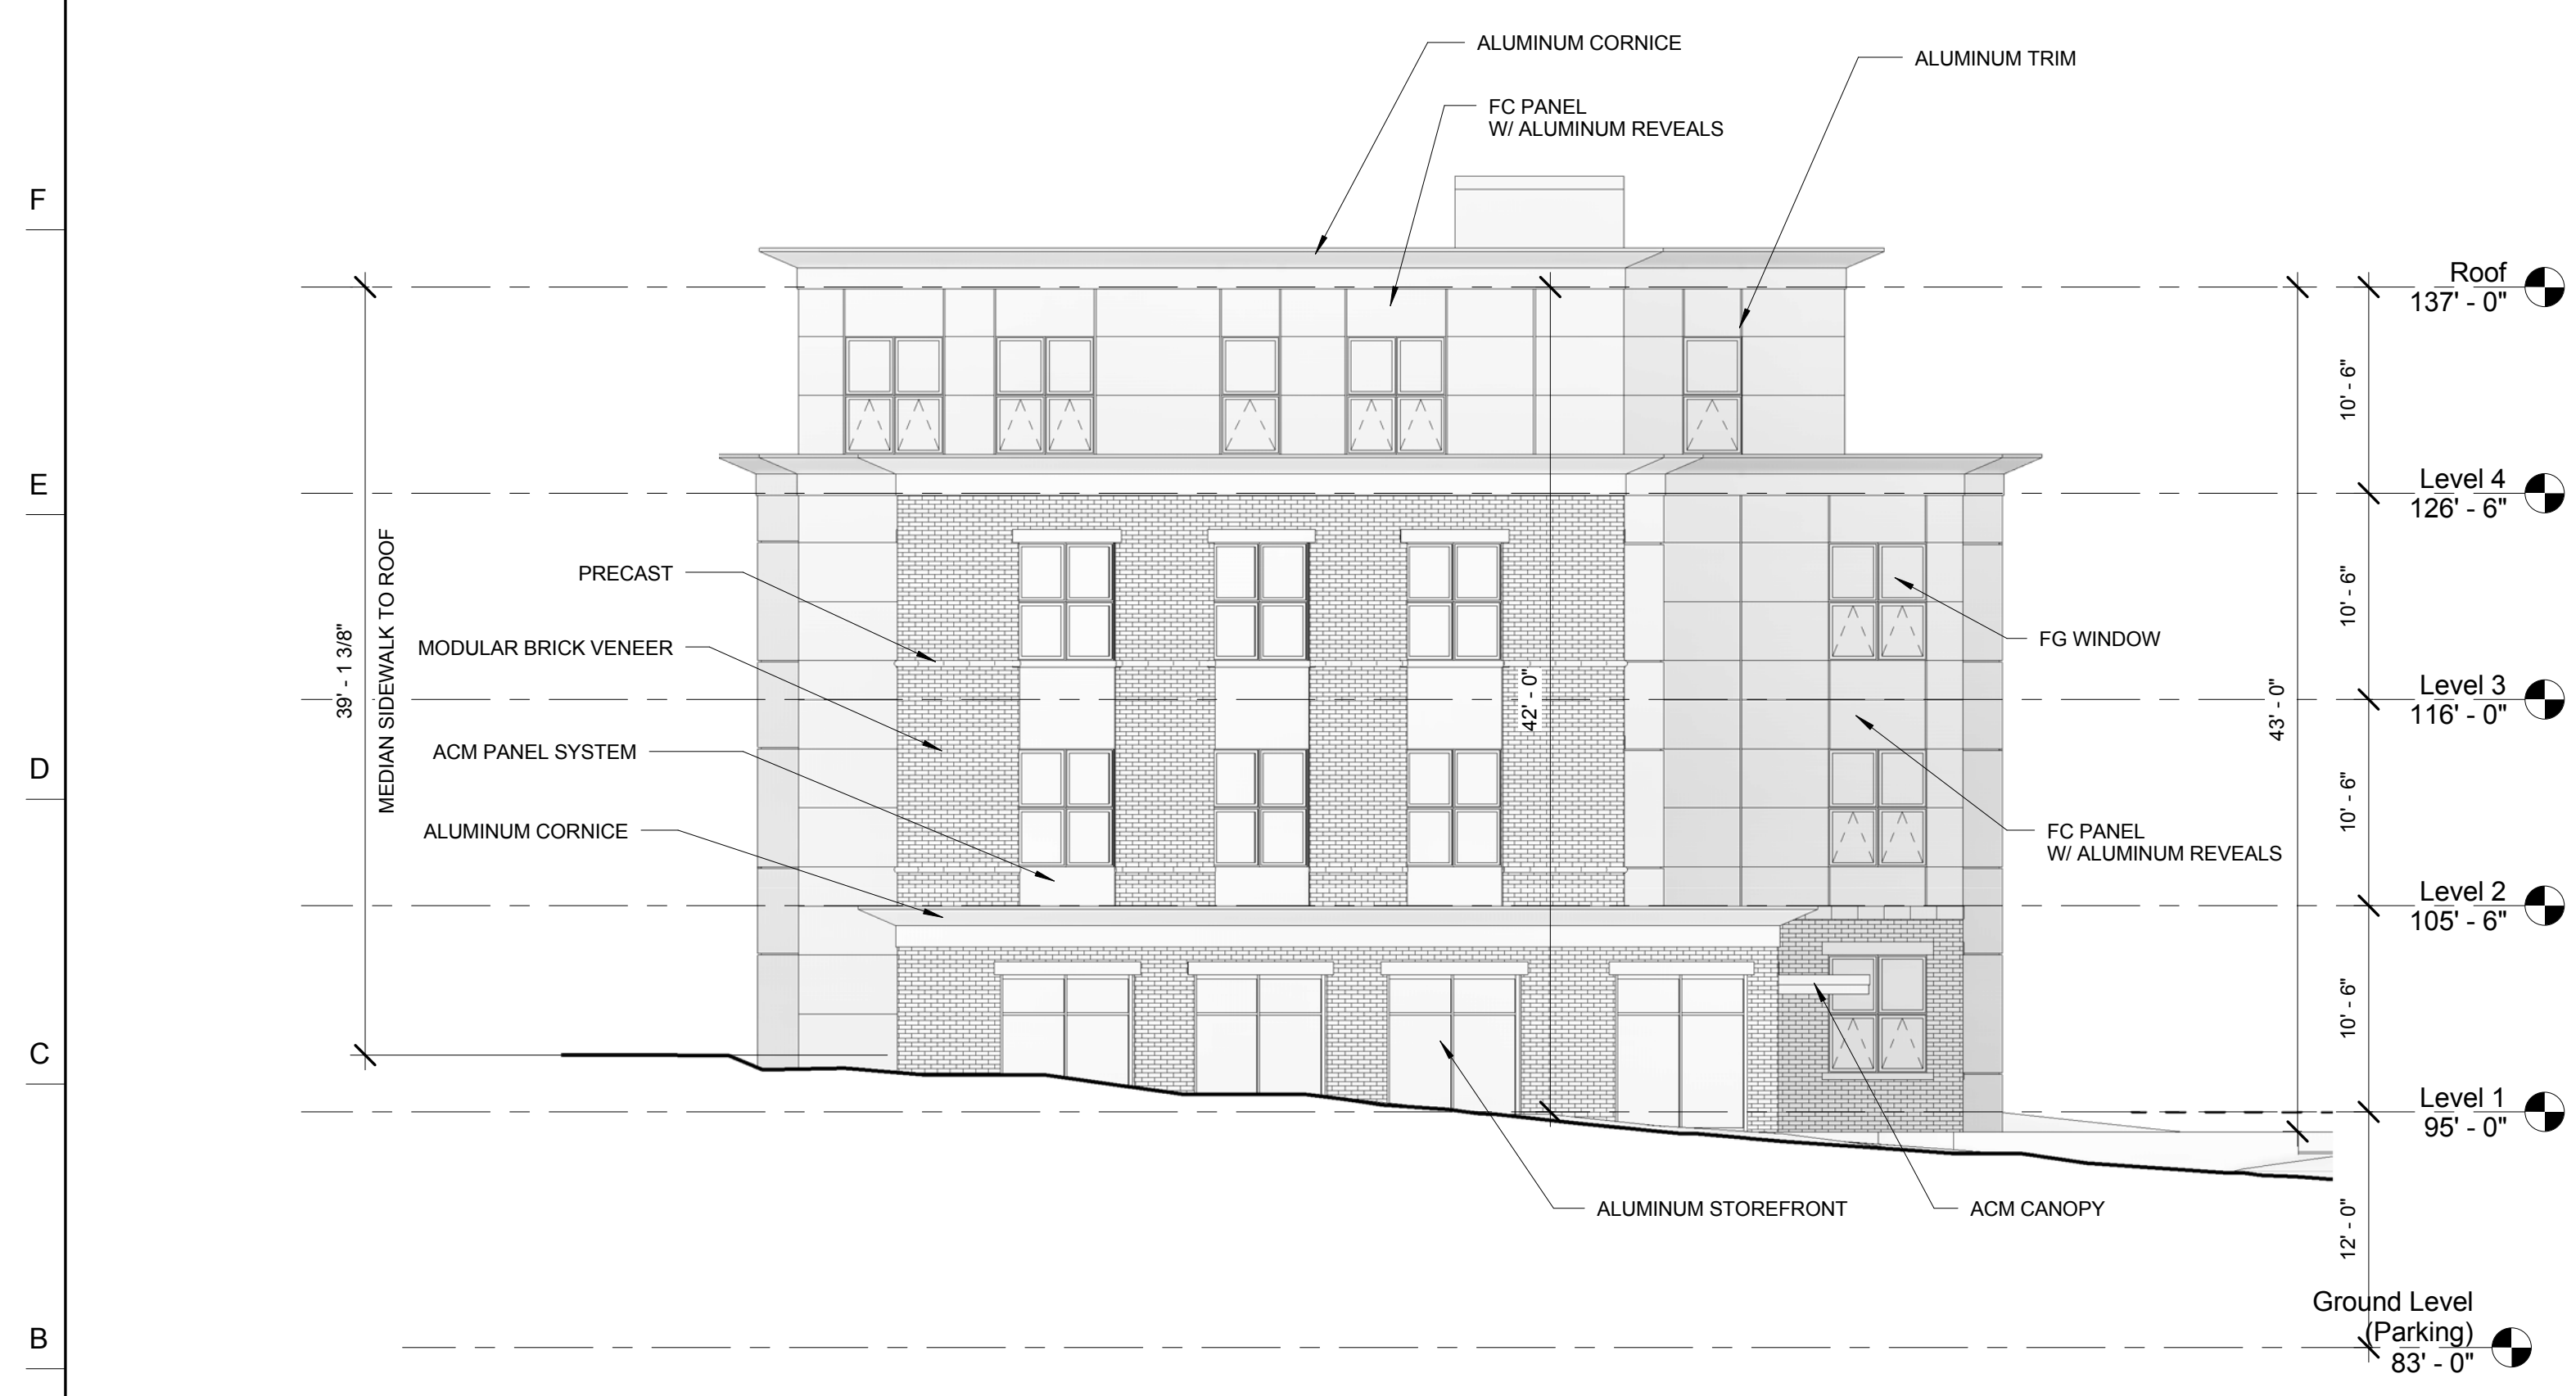 ALUMINUM CORNICE
ALUMINUM TRIM
FC PANEL
W/ ALUMINUM REVEALS
F
Roof
137' - 0"
10' - 6"
E
Level 4
126' - 6"
MEDIAN SIDEWALK TO ROOF
39' - 1 3/8"
PRECAST
10' - 6"
FG WINDOW
MODULAR BRICK VENEER
42' - 0"
43' - 0"
Level 3
116' - 0"
ACM PANEL SYSTEM
D
10' - 6"
ALUMINUM CORNICE
FC PANEL
W/ ALUMINUM REVEALS
Level 2
105' - 6"
10' - 6"
C
Level 1
95' - 0"
ALUMINUM STOREFRONT
ACM CANOPY
12' - 0"
B
Ground Level
(Parking)
83' - 0"